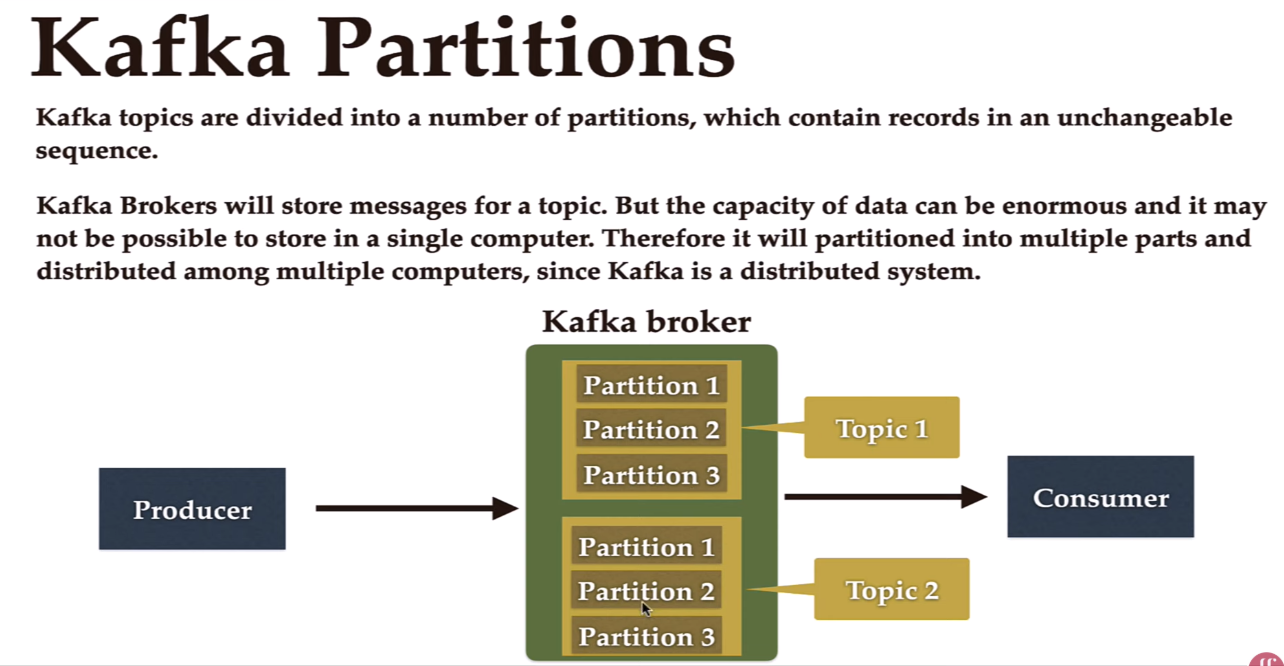 Kafka Partitions
Kafka topics are divided into a number of partitions, which contain records in an unchangeable
sequence.
Kafka Brokers will store messages for a topic. But the capacity of data can be enormous and it may
not be possible to store in a single computer. Therefore it will partitioned into multiple parts and
distributed among multiple computers, since Kafka is a distributed system.
Kafka broker
Partition 1
Partition 2
Topic 1
Partition 3
Producer
Consumer
Partition 1
Partition 2
Topic 2
Partition 3